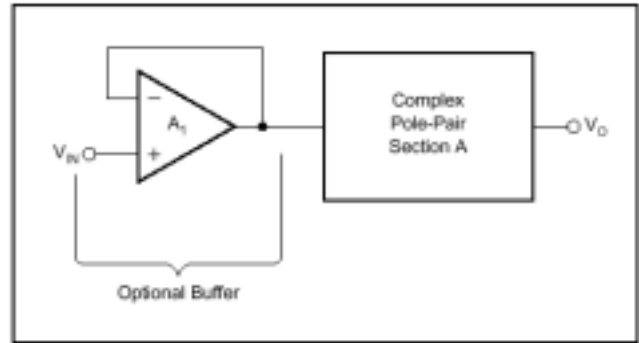 Complex
Pole-Pair
Section A
A1
VIN
VO
Optional Buffer
−
+